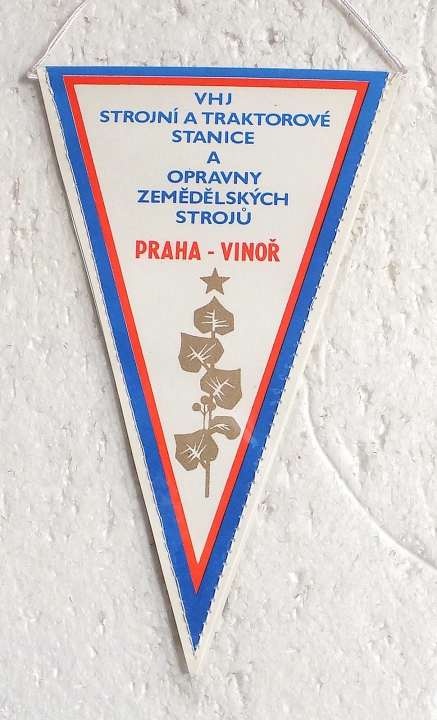 VHJ
STROJNÍ A TRAKTOROVÉ
STANICE
A
OPRAVNY
ZEMĚDĚLSKÝCH
STROJŮ
PRAHA - VINOŘ